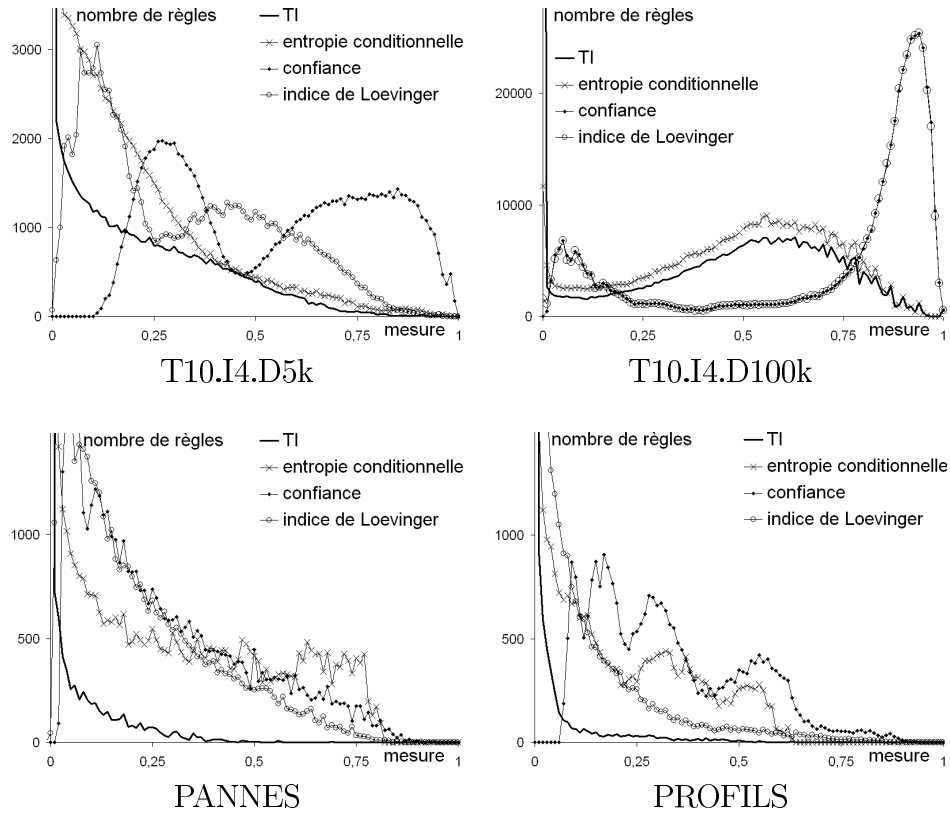 nombre de règles
TI
entropie conditionnelle
confiance
indice de Loevinger
3000
2000
1000
0
0
0,25
0,5
0,75
1
mesure
T10.I4.D5k
nombre de règles
TI
entropie conditionnelle
confiance
indice de Loevinger
20000
10000
0
0
0,25
0,5
0,75
1
mesure
T10.I4.D100k
nombre de règles
TI
entropie conditionnelle
confiance
indice de Loevinger
1000
500
0
0
0,25
0,5
0,75
1
mesure
PANNES
nombre de règles
TI
entropie conditionnelle
confiance
indice de Loevinger
1000
500
0
0
0,25
0,5
0,75
1
mesure
PROFILS